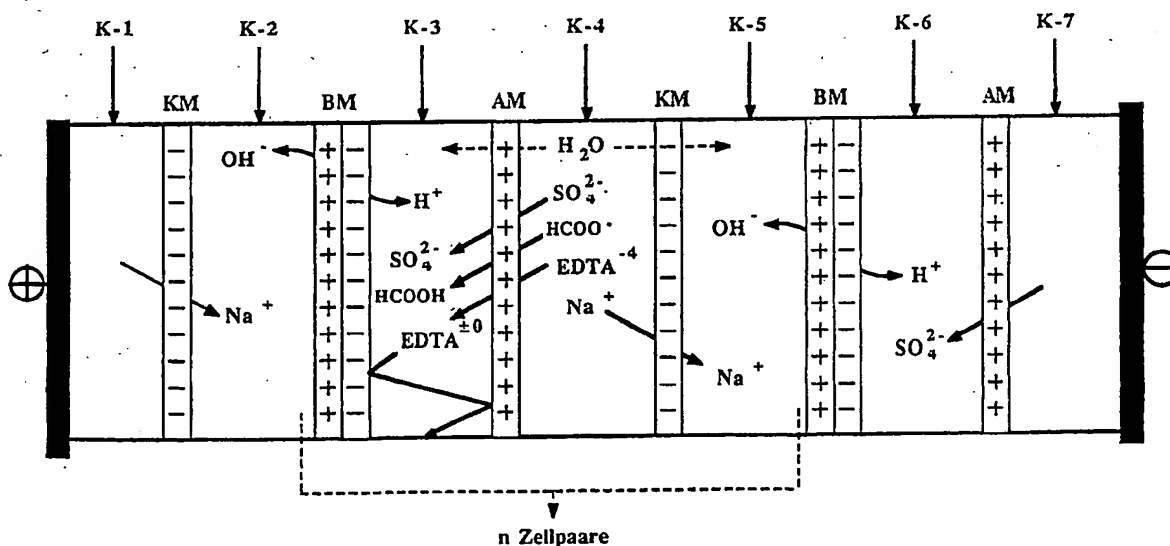 K-1 K-2 K-3 K-4 K-5 K-6 K-7
KM BM AM KM BM AM
OH⁻ H₂O
H⁺ SO₄²⁻
OH⁻
SO₄²⁻ HCOO⁻
H⁺
HCOOH EDTA⁻⁴
Na⁺ EDTA±0 Na⁺ SO₄²⁻
Na⁺
n Zellpaare